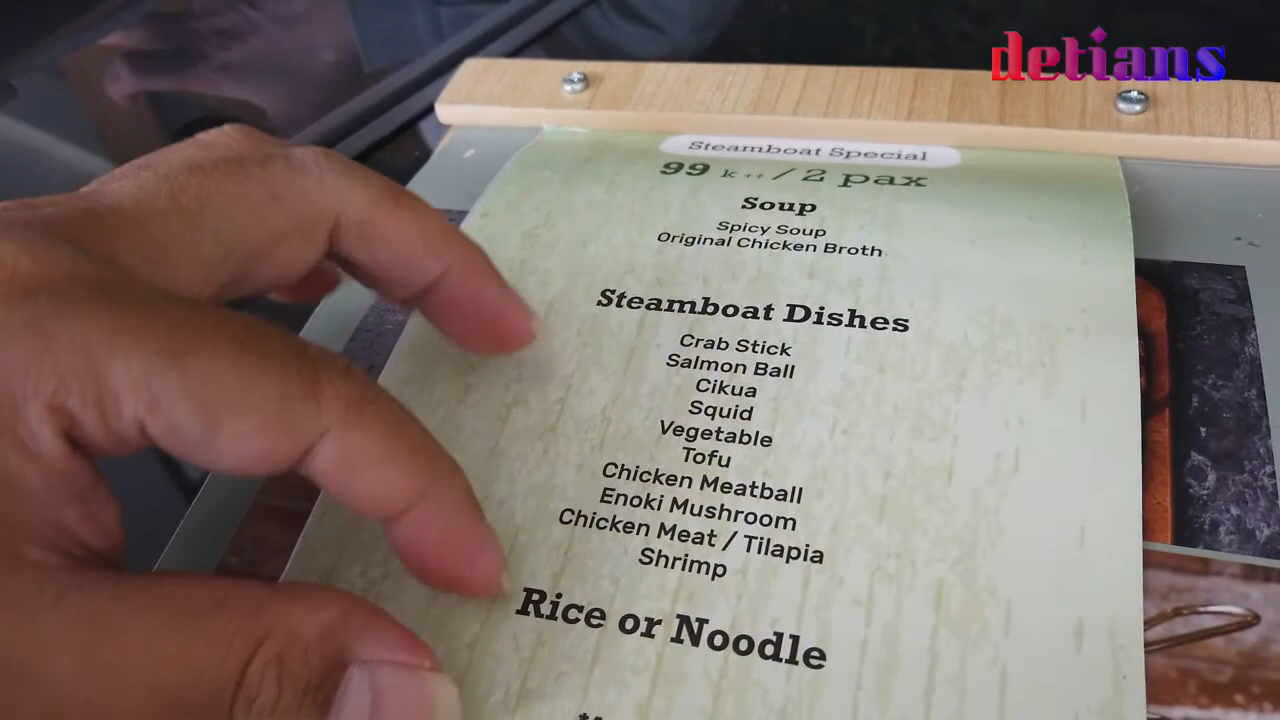 detians
Steamboat Special
99 k ++ / 2 pax
Soup
Spicy Soup
Original Chicken Broth
Steamboat Dishes
Crab Stick
Salmon Ball
Cikua
Squid
Vegetable
Tofu
Chicken Meatball
Enoki Mushroom
Chicken Meat / Tilapia
Shrimp
Rice or Noodle